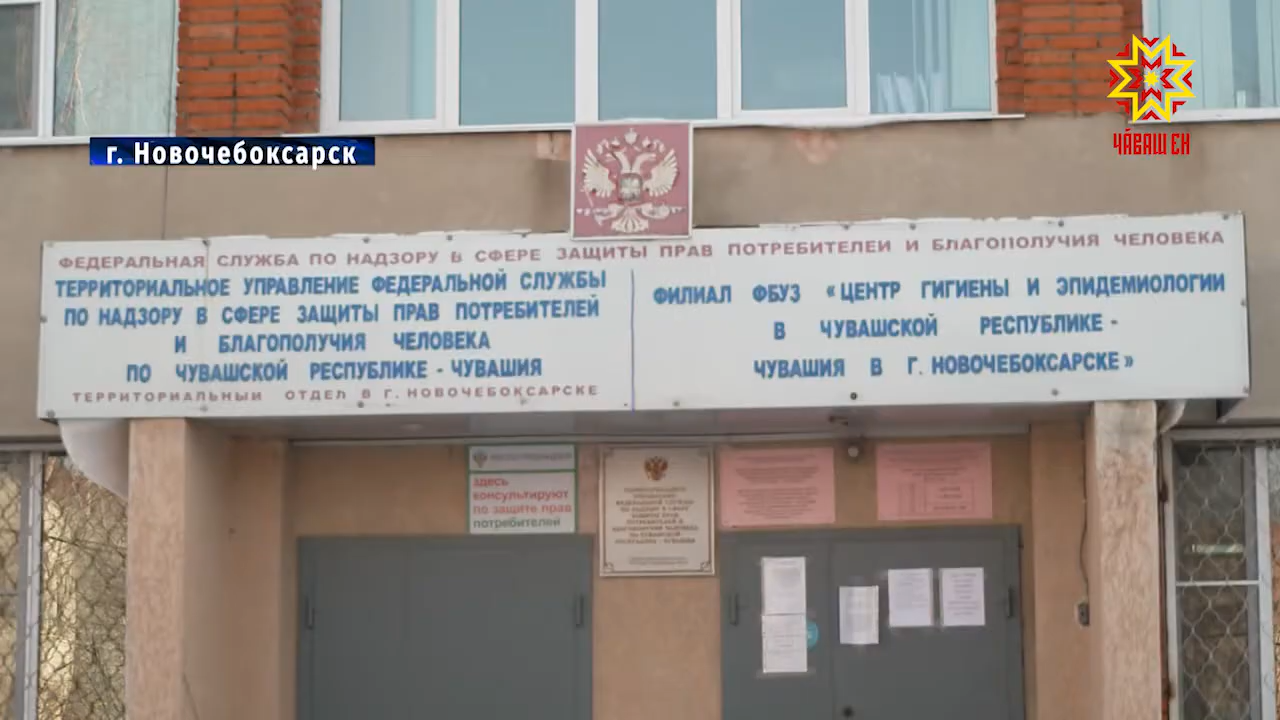 г. Новочебоксарск
ЧӐВАШ ЕН
ФЕДЕРАЛЬНАЯ СЛУЖБА ПО НАДЗОРУ В СФЕРЕ ЗАЩИТЫ ПРАВ ПОТРЕБИТЕЛЕЙ И БЛАГОПОЛУЧИЯ ЧЕЛОВЕКА
ТЕРРИТОРИАЛЬНОЕ УПРАВЛЕНИЕ ФЕДЕРАЛЬНОЙ СЛУЖБЫ
ПО НАДЗОРУ В СФЕРЕ ЗАЩИТЫ ПРАВ ПОТРЕБИТЕЛЕЙ
И БЛАГОПОЛУЧИЯ ЧЕЛОВЕКА
ПО ЧУВАШСКОЙ РЕСПУБЛИКЕ - ЧУВАШИЯ
ТЕРРИТОРИАЛЬНЫЙ ОТДЕЛ В Г. НОВОЧЕБОКСАРСКЕ
ФИЛИАЛ ФБУЗ «ЦЕНТР ГИГИЕНЫ И ЭПИДЕМИОЛОГИИ
В ЧУВАШСКОЙ РЕСПУБЛИКЕ -
ЧУВАШИЯ В Г. НОВОЧЕБОКСАРСКЕ»
здесь
консультируют
по защите прав
потребителей